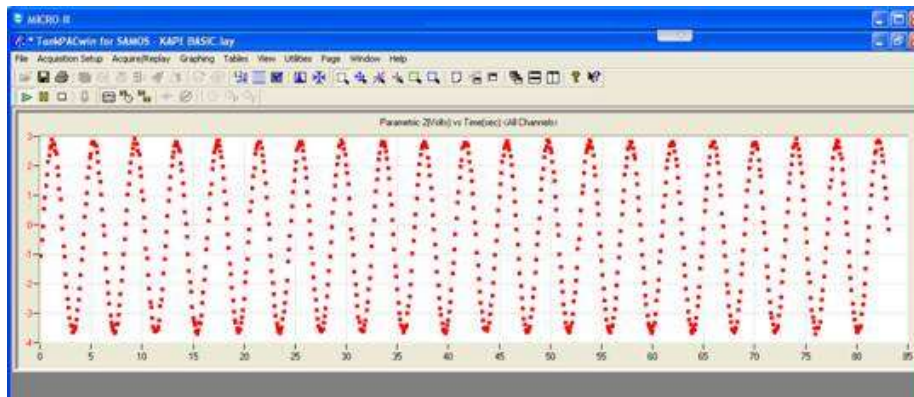 MICRO-II
* TankPACwin for SAMOS - KAPI BASIC.lay
File Acquisition Setup Acquire/Replay Graphing Tables View Utilities Page Window Help
Parametric 2(Volts) vs Time(sec) <All Channels>
3
2
1
0
-1
-2
-3
-4
0 5 10 15 20 25 30 35 40 45 50 55 60 65 70 75 80 85